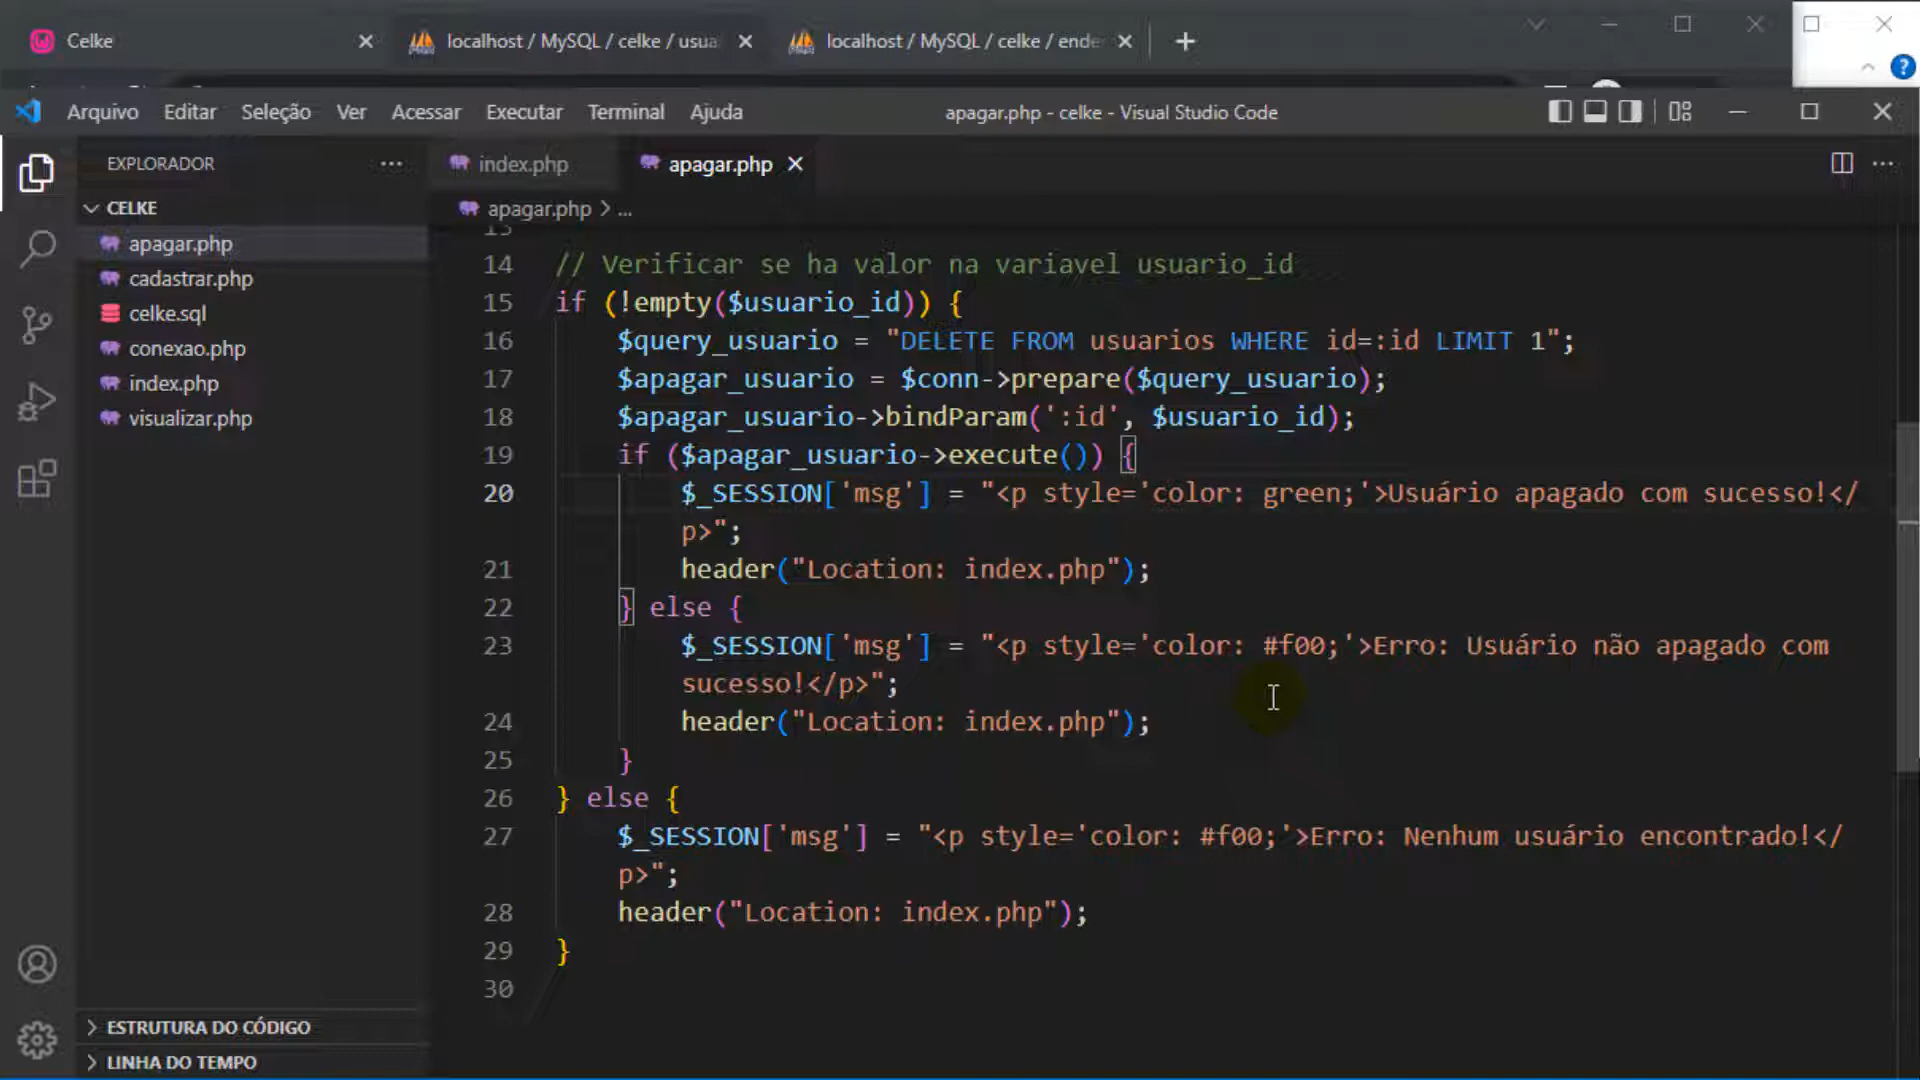 Celke
localhost / MySQL / celke / usua
localhost / MySQL / celke / ende
Arquivo Editar Seleção Ver Acessar Executar Terminal Ajuda
apagar.php - celke - Visual Studio Code
EXPLORADOR
index.php
apagar.php
CELKE
apagar.php > ...
apagar.php
cadastrar.php
celke.sql
conexao.php
index.php
visualizar.php
13
14 // Verificar se ha valor na variavel usuario_id
15 if (!empty($usuario_id)) {
16 $query_usuario = "DELETE FROM usuarios WHERE id=:id LIMIT 1";
17 $apagar_usuario = $conn->prepare($query_usuario);
18 $apagar_usuario->bindParam(':id', $usuario_id);
19 if ($apagar_usuario->execute()) {
20 $_SESSION['msg'] = "<p style='color: green;'>Usuário apagado com sucesso!</
p>";
21 header("Location: index.php");
22 } else {
23 $_SESSION['msg'] = "<p style='color: #f00;'>Erro: Usuário não apagado com
sucesso!</p>";
24 header("Location: index.php");
25 }
26 } else {
27 $_SESSION['msg'] = "<p style='color: #f00;'>Erro: Nenhum usuário encontrado!</
p>";
28 header("Location: index.php");
29 }
30
ESTRUTURA DO CÓDIGO
LINHA DO TEMPO